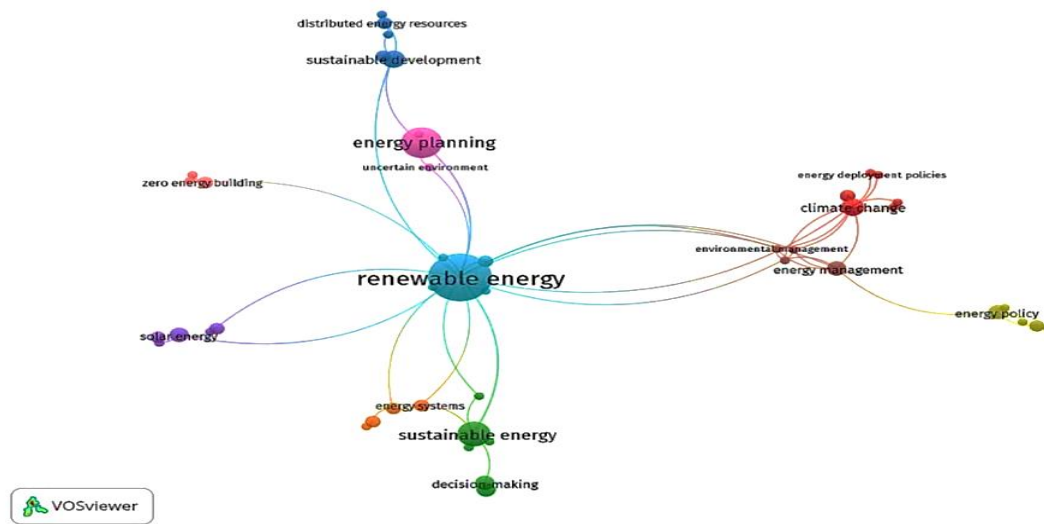 distributed energy resources
sustainable development
energy planning
uncertain environment
zero energy building
energy deployment policies
climate change
environmental management
energy management
renewable energy
energy policy
solar energy
energy systems
sustainable energy
decision making
VOSviewer